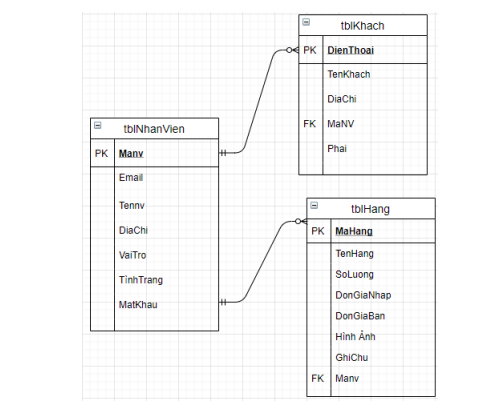 tblKhach
PK DienThoai
TenKhach
DiaChi
FK MaNV
Phai
tblNhanVien
PK Manv
Email
Tennv
DiaChi
VaiTro
TìnhTrang
MatKhau
tblHang
PK MaHang
TenHang
SoLuong
DonGiaNhap
DonGiaBan
Hình Ảnh
GhiChu
FK Manv